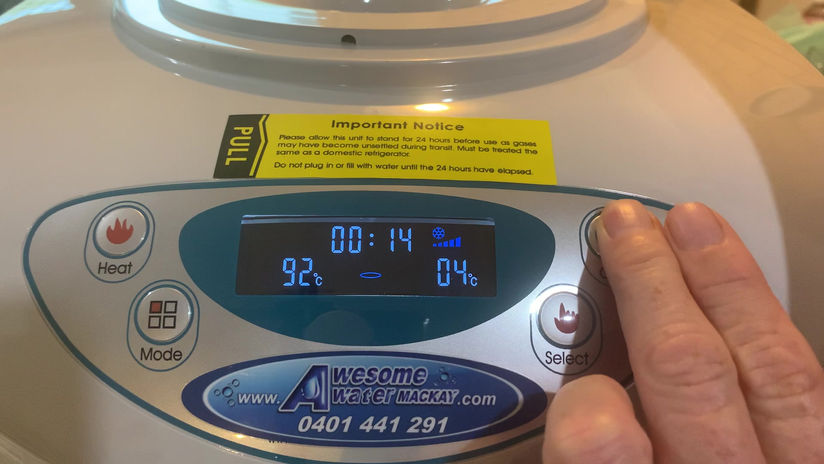 Important Notice
PULL
Please allow this unit to stand for 24 hours before use as gases
may have become unsettled during transit. Must be treated the
same as a domestic refrigerator.
Do not plug in or fill with water until the 24 hours have elapsed.
00:14
92°C
04°C
Heat
Mode
Select
www.Awesome Water MACKAY.com
0401 441 291